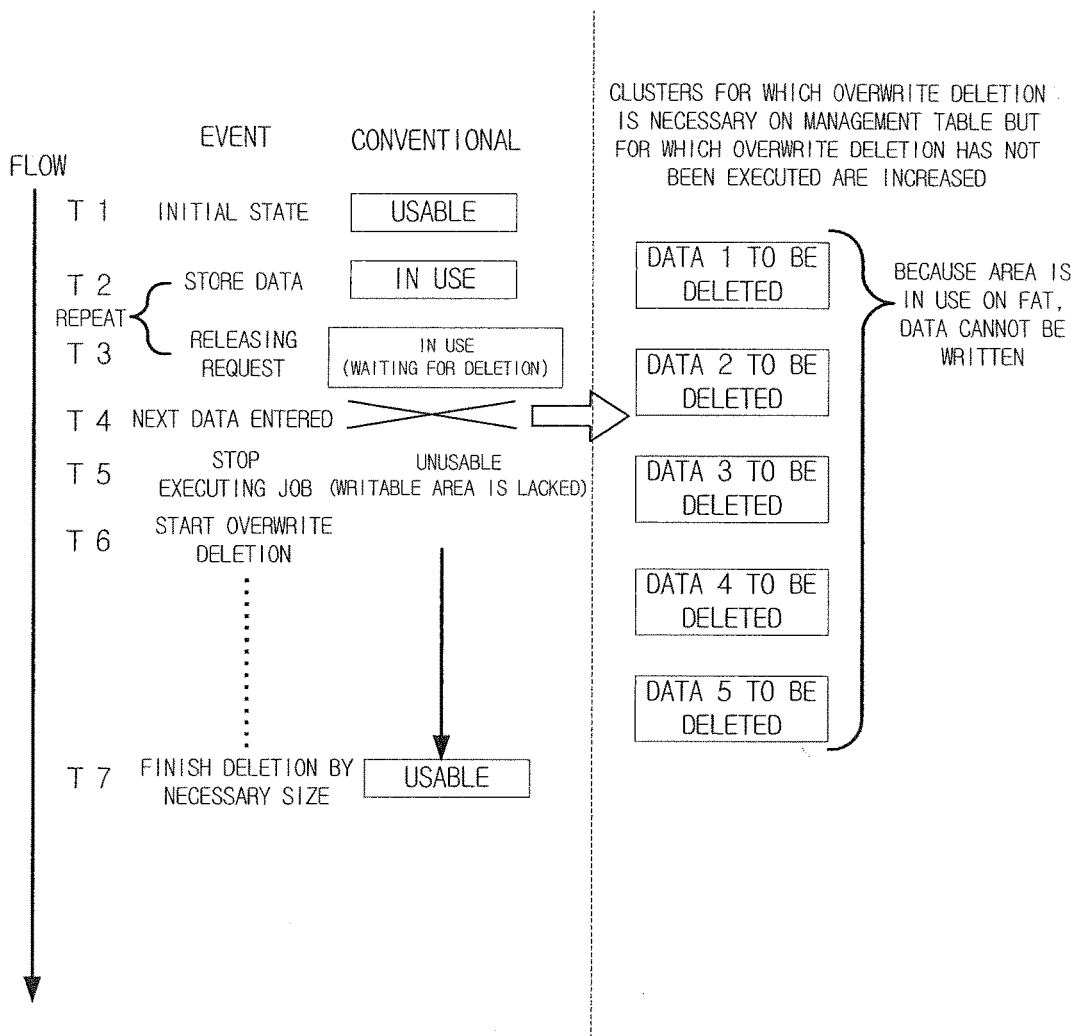 FLOW
EVENT
CONVENTIONAL
T 1
INITIAL STATE
USABLE
T 2
STORE DATA
IN USE
REPEAT
T 3
RELEASING
REQUEST
IN USE
(WAITING FOR DELETION)
T 4
NEXT DATA ENTERED
T 5
STOP
EXECUTING JOB
UNUSABLE
(WRITABLE AREA IS LACKED)
T 6
START OVERWRITE
DELETION
T 7
FINISH DELETION BY
NECESSARY SIZE
USABLE
CLUSTERS FOR WHICH OVERWRITE DELETION
IS NECESSARY ON MANAGEMENT TABLE BUT
FOR WHICH OVERWRITE DELETION HAS NOT
BEEN EXECUTED ARE INCREASED
DATA 1 TO BE
DELETED
DATA 2 TO BE
DELETED
DATA 3 TO BE
DELETED
DATA 4 TO BE
DELETED
DATA 5 TO BE
DELETED
BECAUSE AREA IS
IN USE ON FAT,
DATA CANNOT BE
WRITTEN